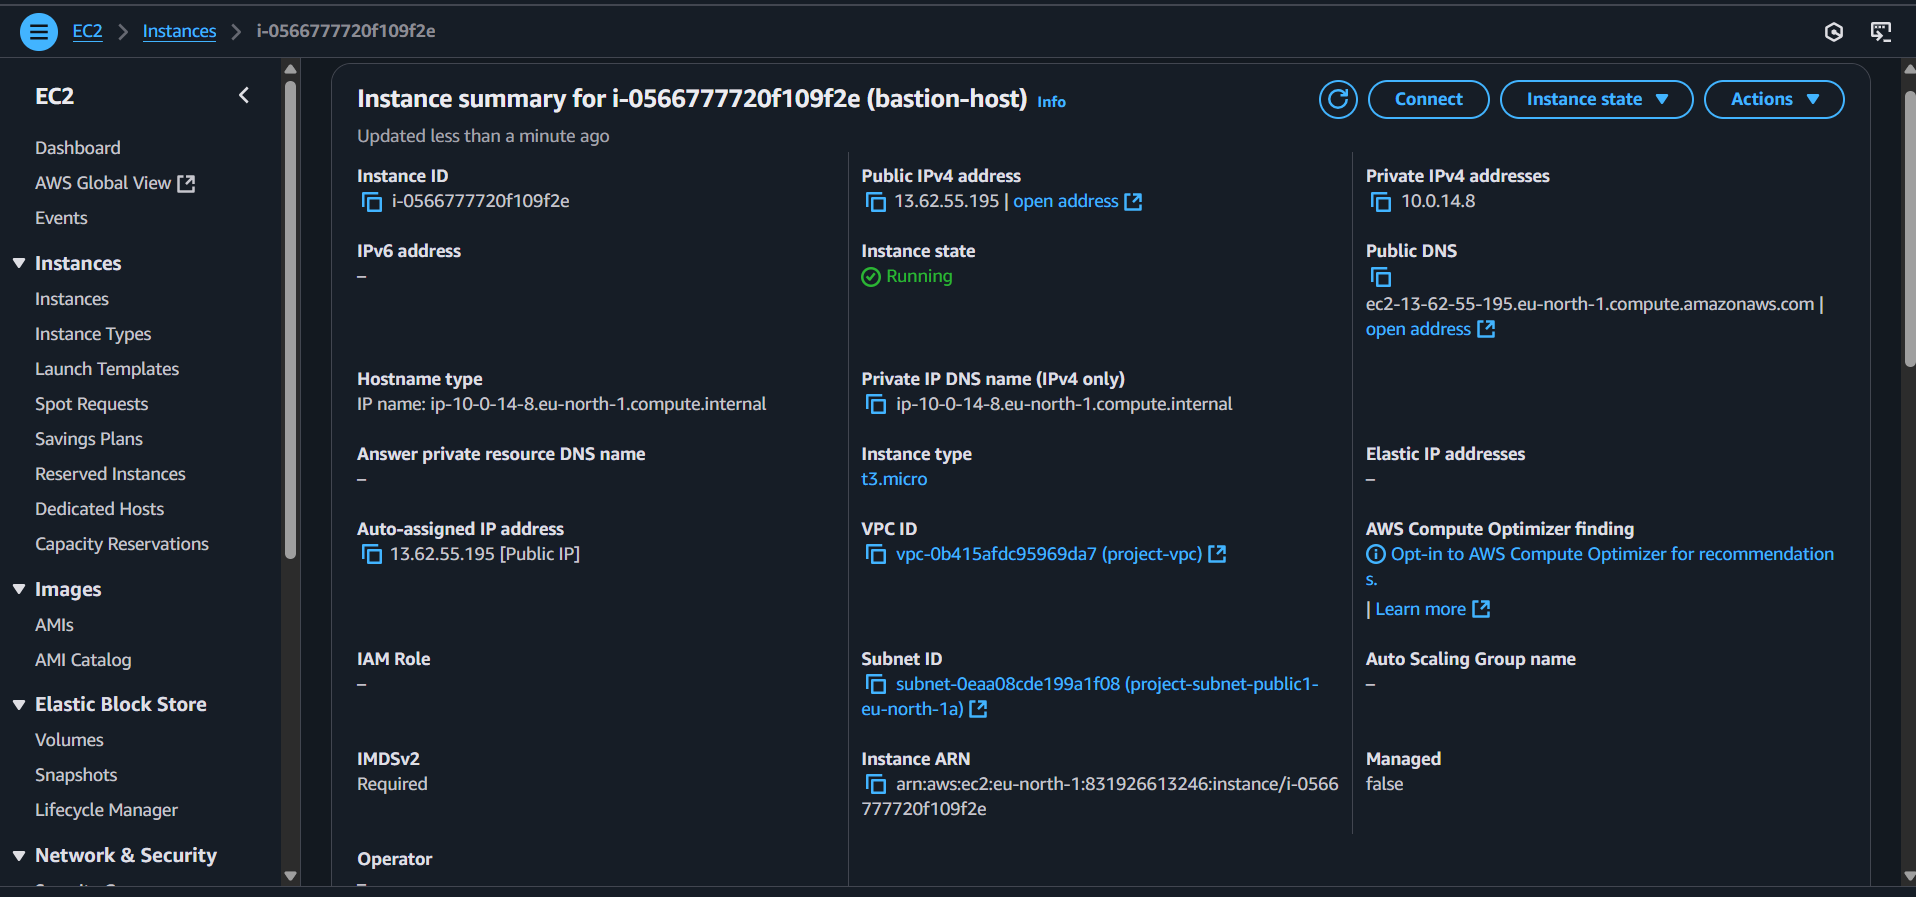 EC2 > Instances > i-0566777720f109f2e
EC2
Dashboard
AWS Global View
Events
Instances
Instances
Instance Types
Launch Templates
Spot Requests
Savings Plans
Reserved Instances
Dedicated Hosts
Capacity Reservations
Images
AMIs
AMI Catalog
Elastic Block Store
Volumes
Snapshots
Lifecycle Manager
Network & Security
Instance summary for i-0566777720f109f2e (bastion-host) Info
Connect
Instance state
Actions
Updated less than a minute ago
Instance ID
i-0566777720f109f2e
Public IPv4 address
13.62.55.195 | open address
Private IPv4 addresses
10.0.14.8
IPv6 address
–
Instance state
Running
Public DNS
ec2-13-62-55-195.eu-north-1.compute.amazonaws.com |
open address
Hostname type
IP name: ip-10-0-14-8.eu-north-1.compute.internal
Private IP DNS name (IPv4 only)
ip-10-0-14-8.eu-north-1.compute.internal
Answer private resource DNS name
–
Instance type
t3.micro
Elastic IP addresses
–
Auto-assigned IP address
13.62.55.195 [Public IP]
VPC ID
vpc-0b415afdc95969da7 (project-vpc)
AWS Compute Optimizer finding
Opt-in to AWS Compute Optimizer for recommendation
s.
| Learn more
IAM Role
–
Subnet ID
subnet-0eaa08cde199a1f08 (project-subnet-public1-
eu-north-1a)
Auto Scaling Group name
–
IMDSv2
Required
Instance ARN
arn:aws:ec2:eu-north-1:831926613246:instance/i-0566
777720f109f2e
Managed
false
Operator
–